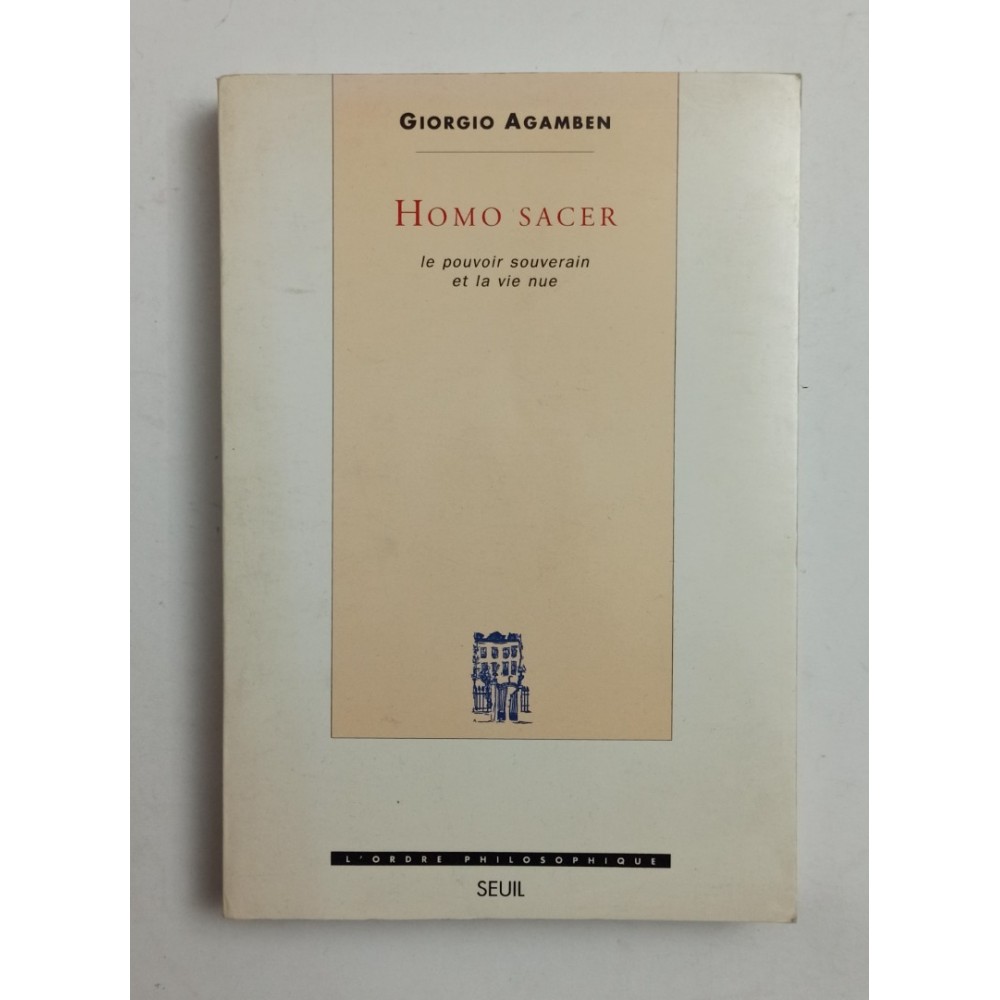 GIORGIO AGAMBEN
HOMO SACER
le pouvoir souverain
et la vie nue
L'ORDRE PHILOSOPHIQUE
SEUIL